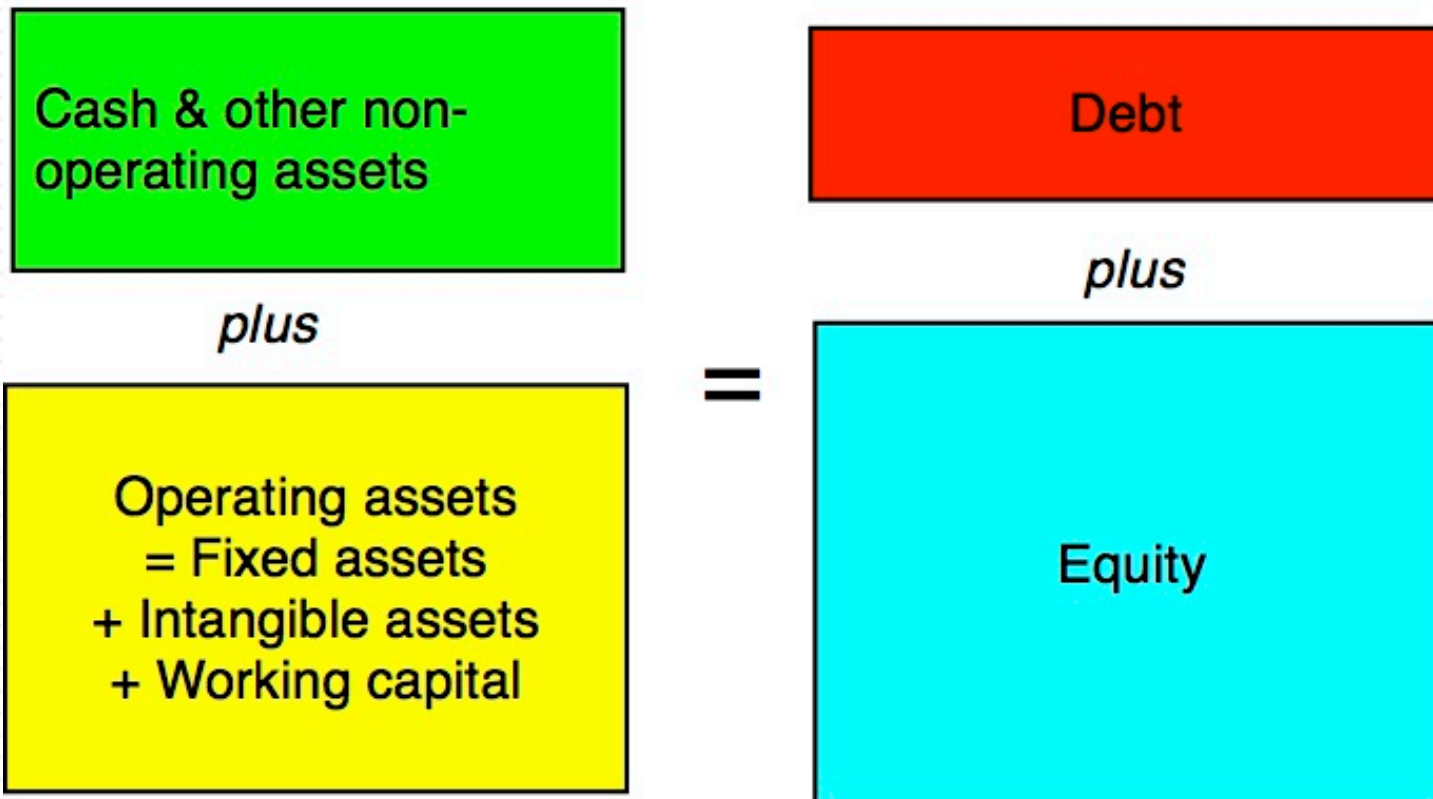 Cash & other non-
operating assets
plus
Operating assets
= Fixed assets
+ Intangible assets
+ Working capital
=
Debt
plus
Equity